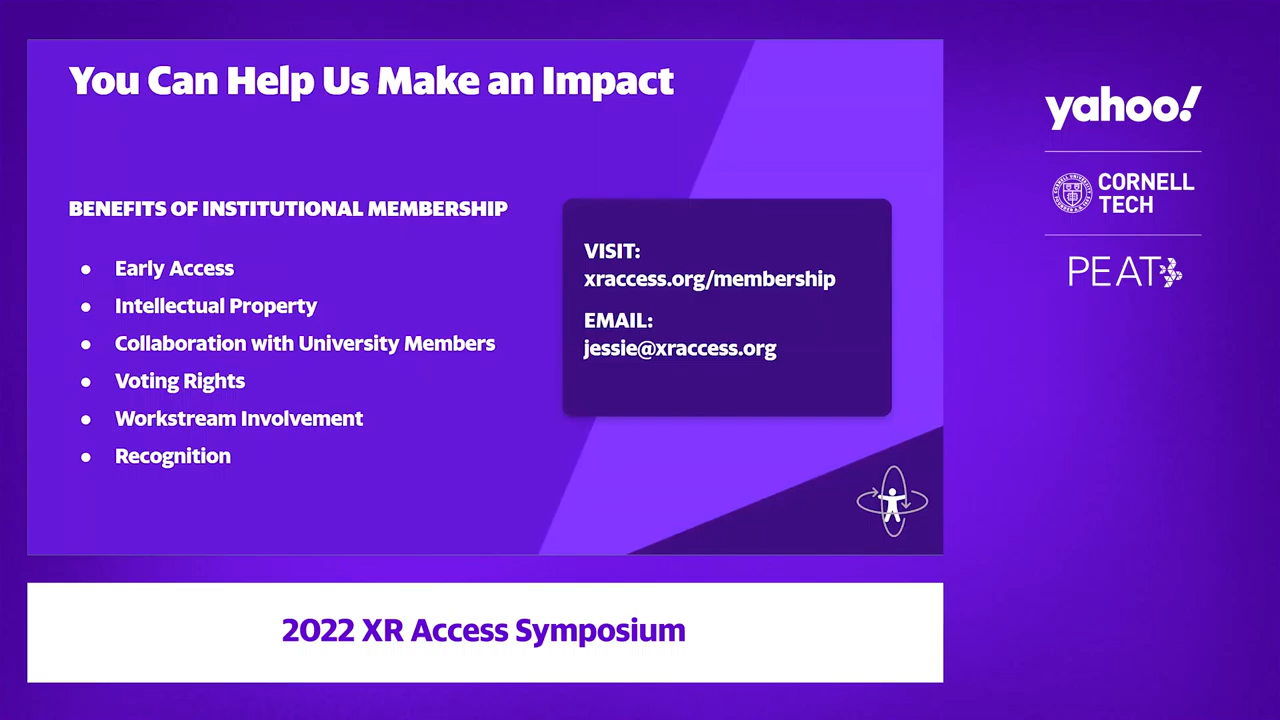 You Can Help Us Make an Impact
BENEFITS OF INSTITUTIONAL MEMBERSHIP
● Early Access
● Intellectual Property
● Collaboration with University Members
● Voting Rights
● Workstream Involvement
● Recognition
VISIT:
xraccess.org/membership
EMAIL:
jessie@xraccess.org
2022 XR Access Symposium
yahoo!
CORNELL
TECH
PEAT